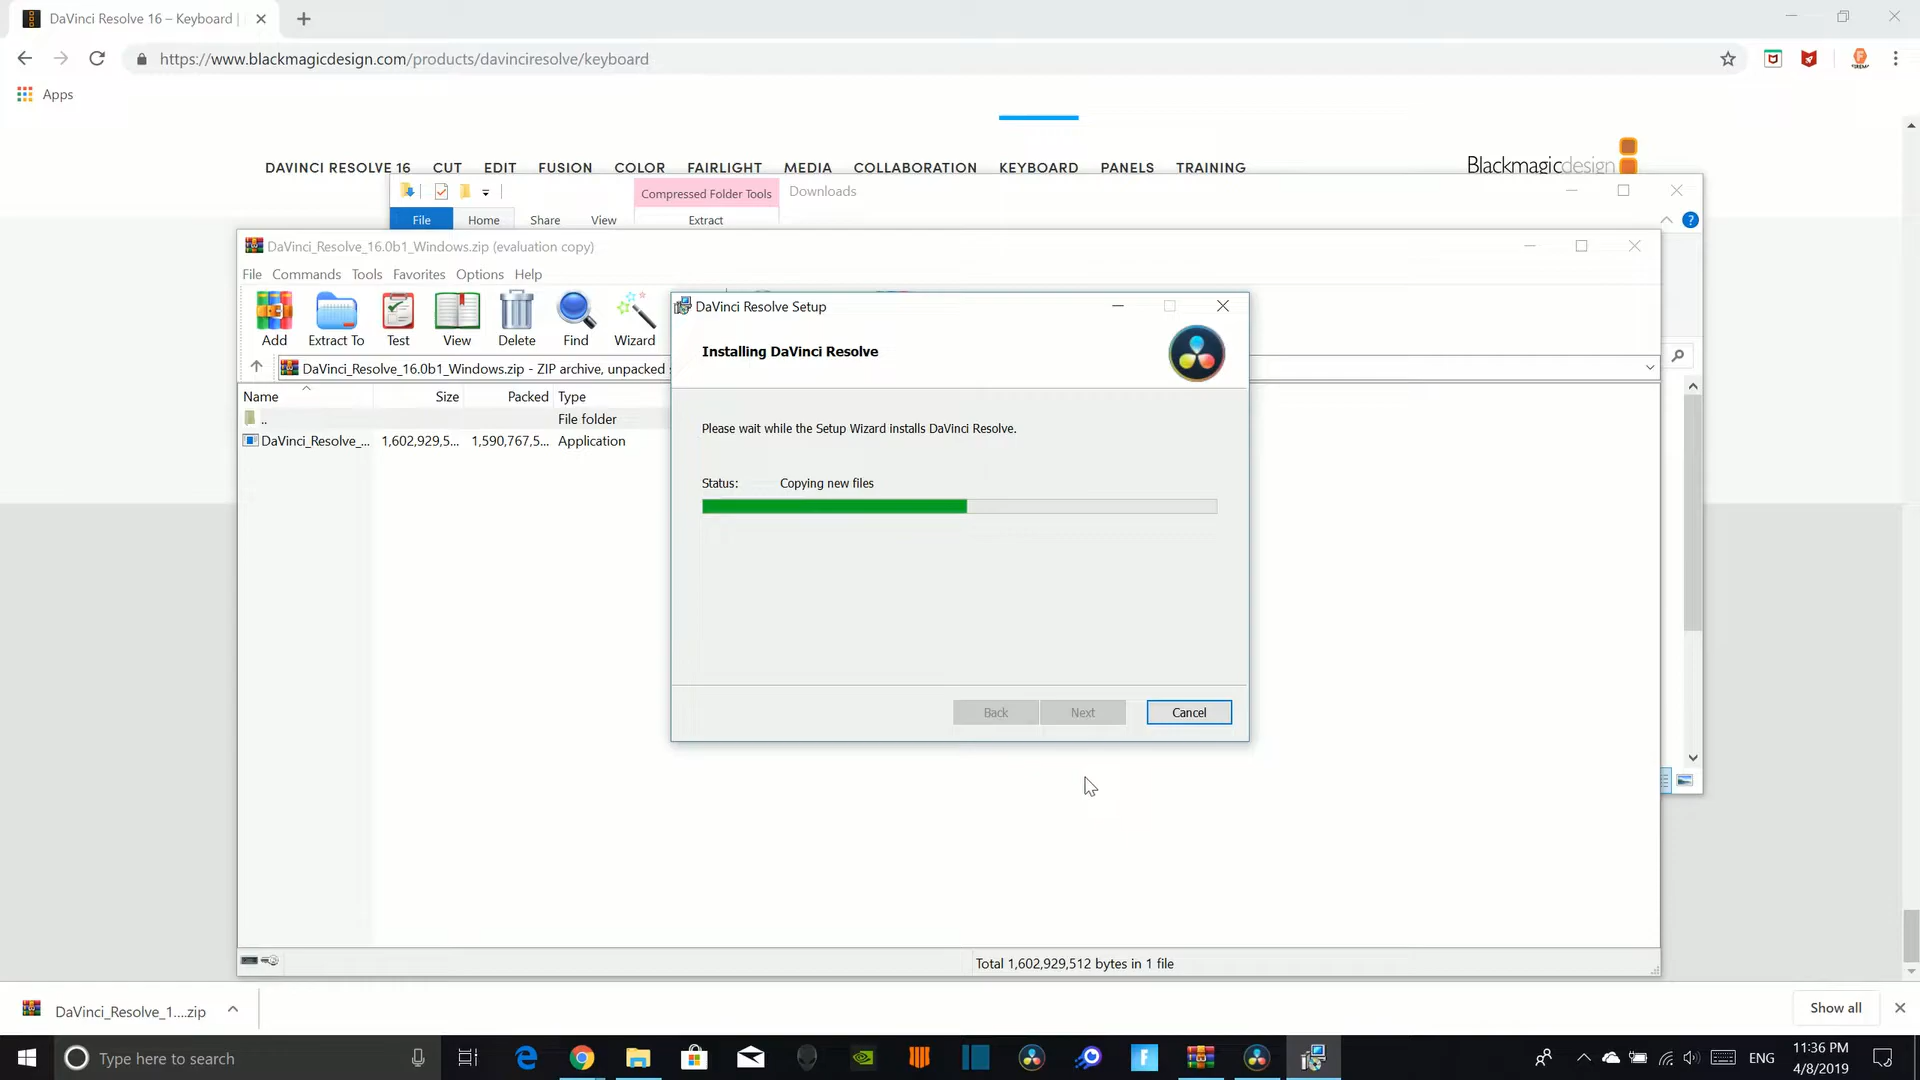 DaVinci Resolve 16 – Keyboard |
https://www.blackmagicdesign.com/products/davinciresolve/keyboard
Apps
DAVINCI RESOLVE 16 CUT EDIT FUSION COLOR FAIRLIGHT MEDIA COLLABORATION KEYBOARD PANELS TRAINING
Blackmagicdesign
Compressed Folder Tools Downloads
File Home Share View Extract
DaVinci_Resolve_16.0b1_Windows.zip (evaluation copy)
File Commands Tools Favorites Options Help
Add Extract To Test View Delete Find Wizard
DaVinci_Resolve_16.0b1_Windows.zip - ZIP archive, unpacked
Name Size Packed Type
.. File folder
DaVinci_Resolve_... 1,602,929,5... 1,590,767,5... Application
DaVinci Resolve Setup
Installing DaVinci Resolve
Please wait while the Setup Wizard installs DaVinci Resolve.
Status: Copying new files
Back Next Cancel
Total 1,602,929,512 bytes in 1 file
DaVinci_Resolve_1....zip
Show all
Type here to search
ENG
11:36 PM
4/8/2019